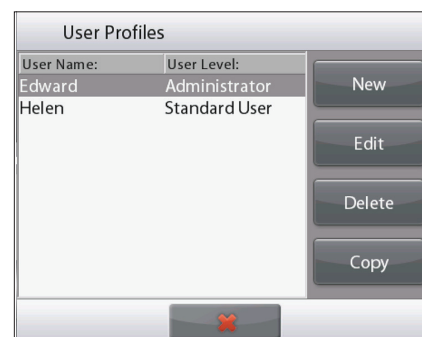 User Profiles
User Name: User Level:
Edward Administrator
Helen Standard User
New
Edit
Delete
Copy